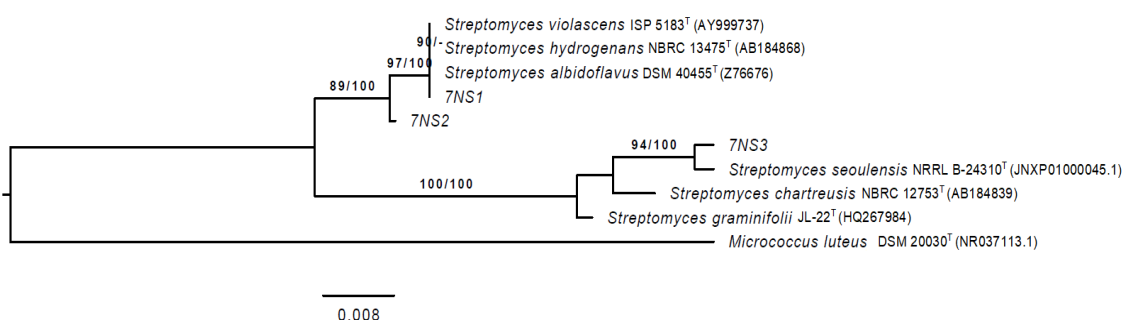 Streptomyces violascens ISP 5183T (AY999737)
90/-
Streptomyces hydrogenans NBRC 13475T (AB184868)
97/100
Streptomyces albidoflavus DSM 40455T (Z76676)
89/100
7NS1
7NS2
94/100
7NS3
Streptomyces seoulensis NRRL B-24310T (JNXP01000045.1)
100/100
Streptomyces chartreusis NBRC 12753T (AB184839)
Streptomyces graminifolii JL-22T (HQ267984)
Micrococcus luteus DSM 20030T (NR037113.1)
0.008